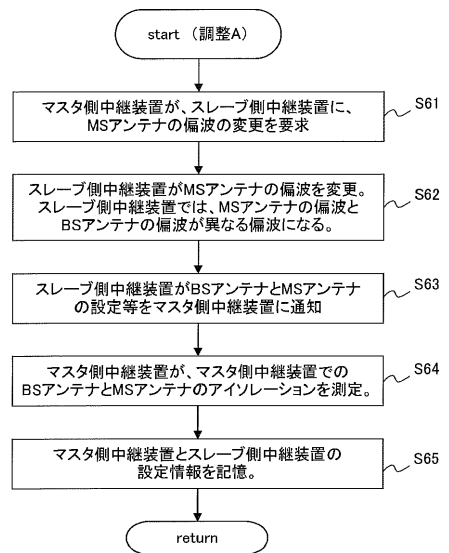 start （調整A）
マスタ側中継装置が、スレーブ側中継装置に、
MSアンテナの偏波の変更を要求
S61
スレーブ側中継装置がMSアンテナの偏波を変更。
スレーブ側中継装置では、MSアンテナの偏波と
BSアンテナの偏波が異なる偏波になる。
S62
スレーブ側中継装置がBSアンテナとMSアンテナ
の設定等をマスタ側中継装置に通知
S63
マスタ側中継装置が、マスタ側中継装置での
BSアンテナとMSアンテナのアイソレーションを測定。
S64
マスタ側中継装置とスレーブ側中継装置の
設定情報を記憶。
S65
return